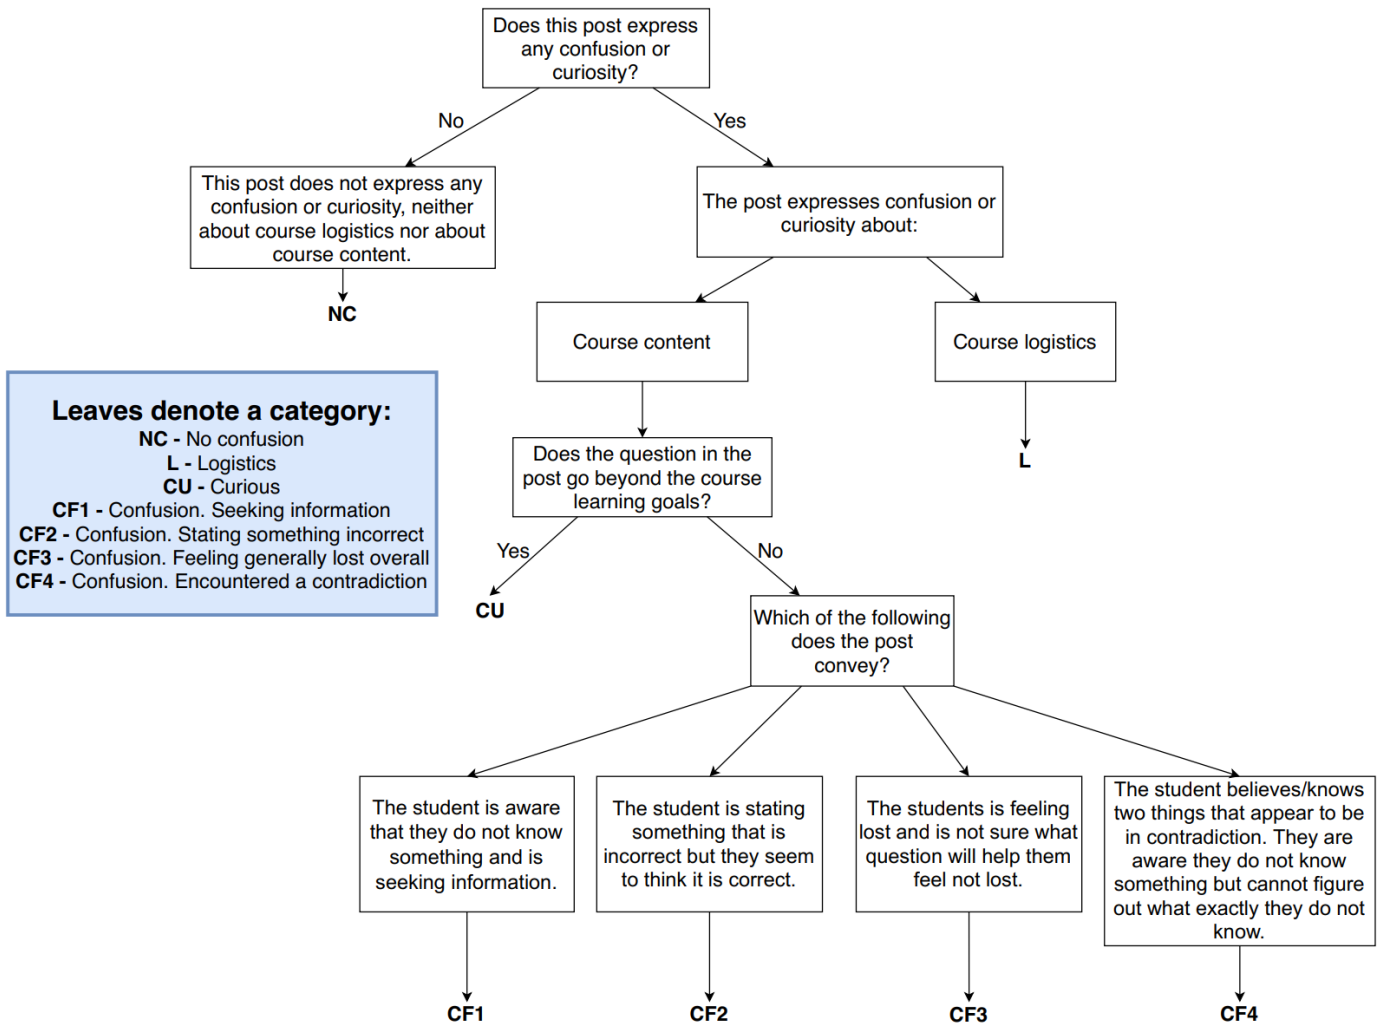 Does this post express
any confusion or
curiosity?
No
Yes
This post does not express any
confusion or curiosity, neither
about course logistics nor about
course content.
The post expresses confusion or
curiosity about:
NC
Course content
Course logistics
Leaves denote a category:
NC - No confusion
L - Logistics
CU - Curious
CF1 - Confusion. Seeking information
CF2 - Confusion. Stating something incorrect
CF3 - Confusion. Feeling generally lost overall
CF4 - Confusion. Encountered a contradiction
Does the question in the
post go beyond the course
learning goals?
L
Yes
No
CU
Which of the following
does the post
convey?
The student is aware
that they do not know
something and is
seeking information.
The student is stating
something that is
incorrect but they seem
to think it is correct.
The students is feeling
lost and is not sure what
question will help them
feel not lost.
The student believes/knows
two things that appear to be
in contradiction. They are
aware they do not know
something but cannot figure
out what exactly they do not
know.
CF1
CF2
CF3
CF4